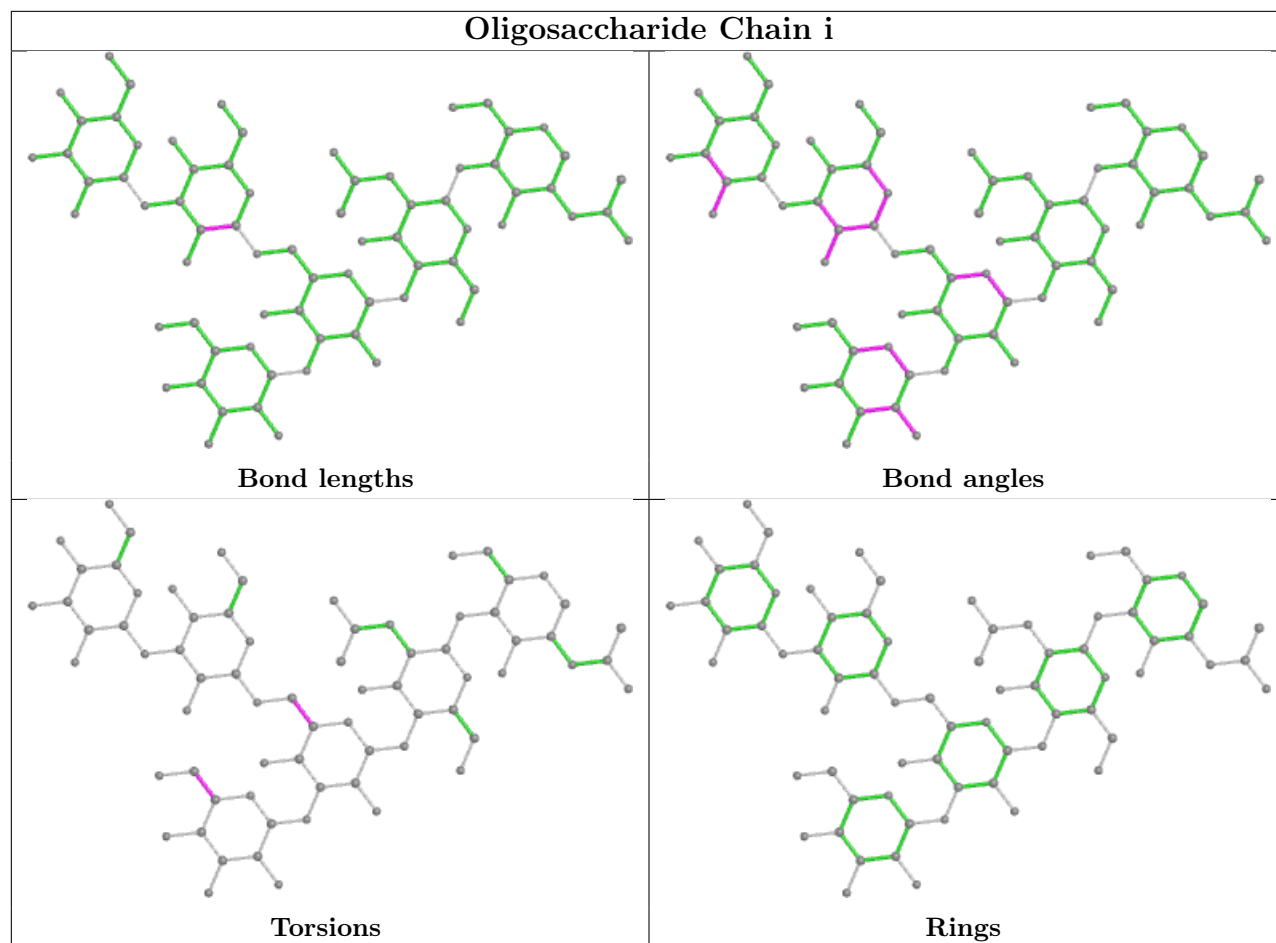 Oligosaccharide Chain i
Bond lengths
Bond angles
Torsions
Rings